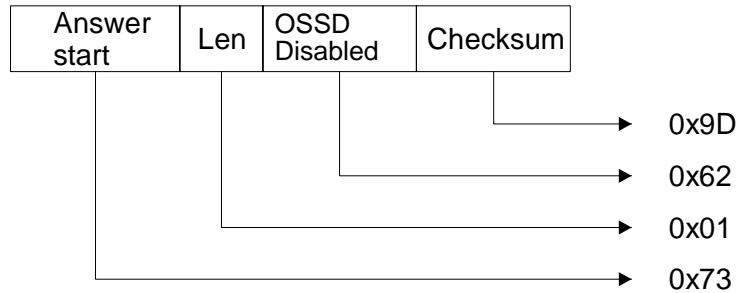 Answer
start
Len
OSSD
Disabled
Checksum
0x9D
0x62
0x01
0x73